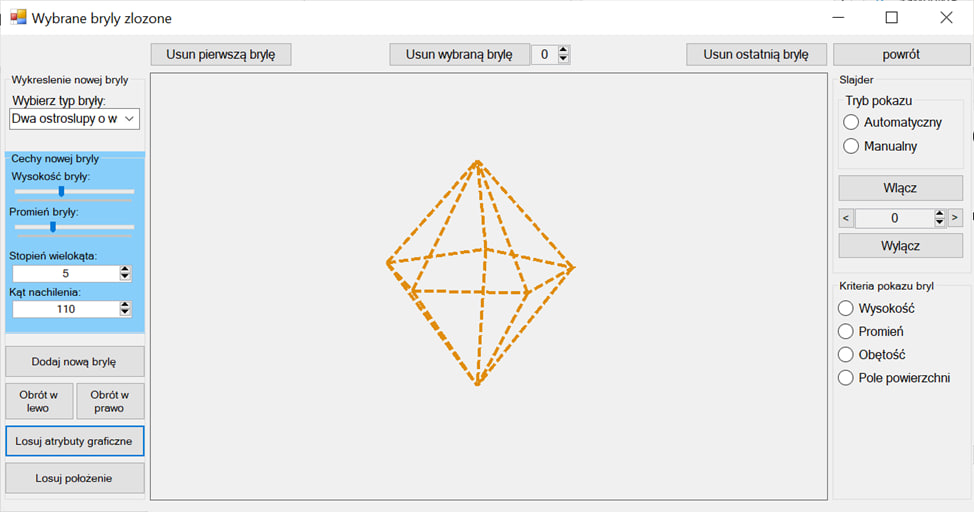 Wybrane bryly zlozone
Usun pierwszą bryłę
Usun wybraną bryłę
0
Usun ostatnią bryłę
powrót
Wykreslenie nowej bryly
Wybierz typ bryły:
Dwa ostroslupy o w
Cechy nowej bryly
Wysokość bryły:
Promień bryły:
Stopień wielokąta:
5
Kąt nachilenia:
110
Dodaj nową bryłę
Obrót w
lewo
Obrót w
prawo
Losuj atrybuty graficzne
Losuj położenie
Slajder
Tryb pokazu
Automatyczny
Manualny
Włącz
<
0
>
Wyłącz
Kriteria pokazu bryl
Wysokość
Promień
Obętość
Pole powierzchni